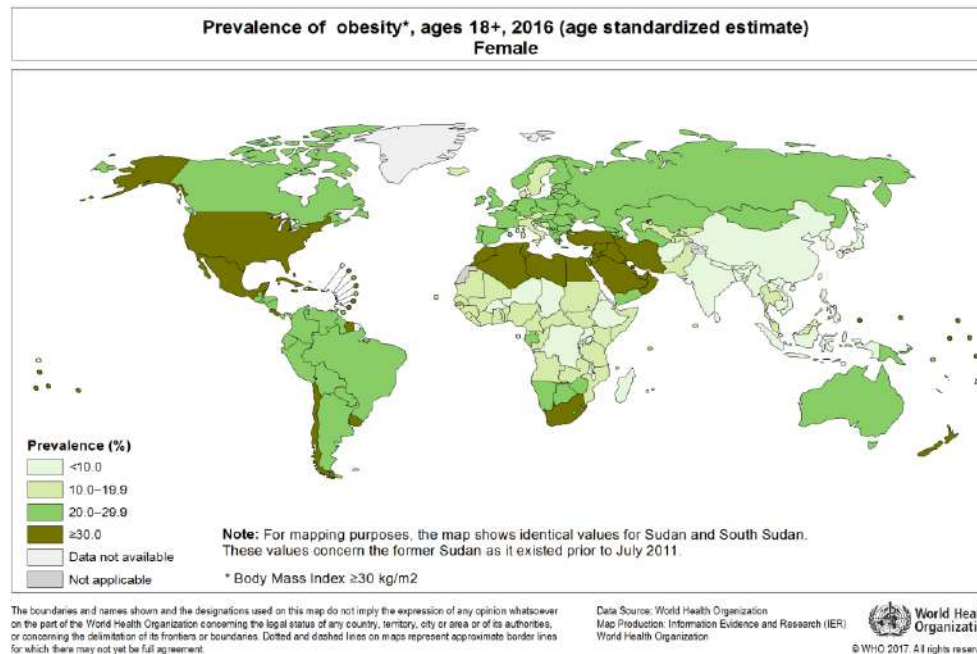 Prevalence of obesity*, ages 18+, 2016 (age standardized estimate)
Female
Prevalence (%)
<10.0
10.0–19.9
20.0–29.9
≥30.0
Data not available
Not applicable
Note: For mapping purposes, the map shows identical values for Sudan and South Sudan.
These values concern the former Sudan as it existed prior to July 2011.
* Body Mass Index ≥30 kg/m2
The boundaries and names shown and the designations used on this map do not imply the expression of any opinion whatsoever
on the part of the World Health Organization concerning the legal status of any country, territory, city or area or of its authorities,
or concerning the delimitation of its frontiers or boundaries. Dotted and dashed lines on maps represent approximate border lines
for which there may not yet be full agreement.
Data Source: World Health Organization
Map Production: Information Evidence and Research (IER)
World Health Organization
World Hea
Organizati
© WHO 2017. All rights reser